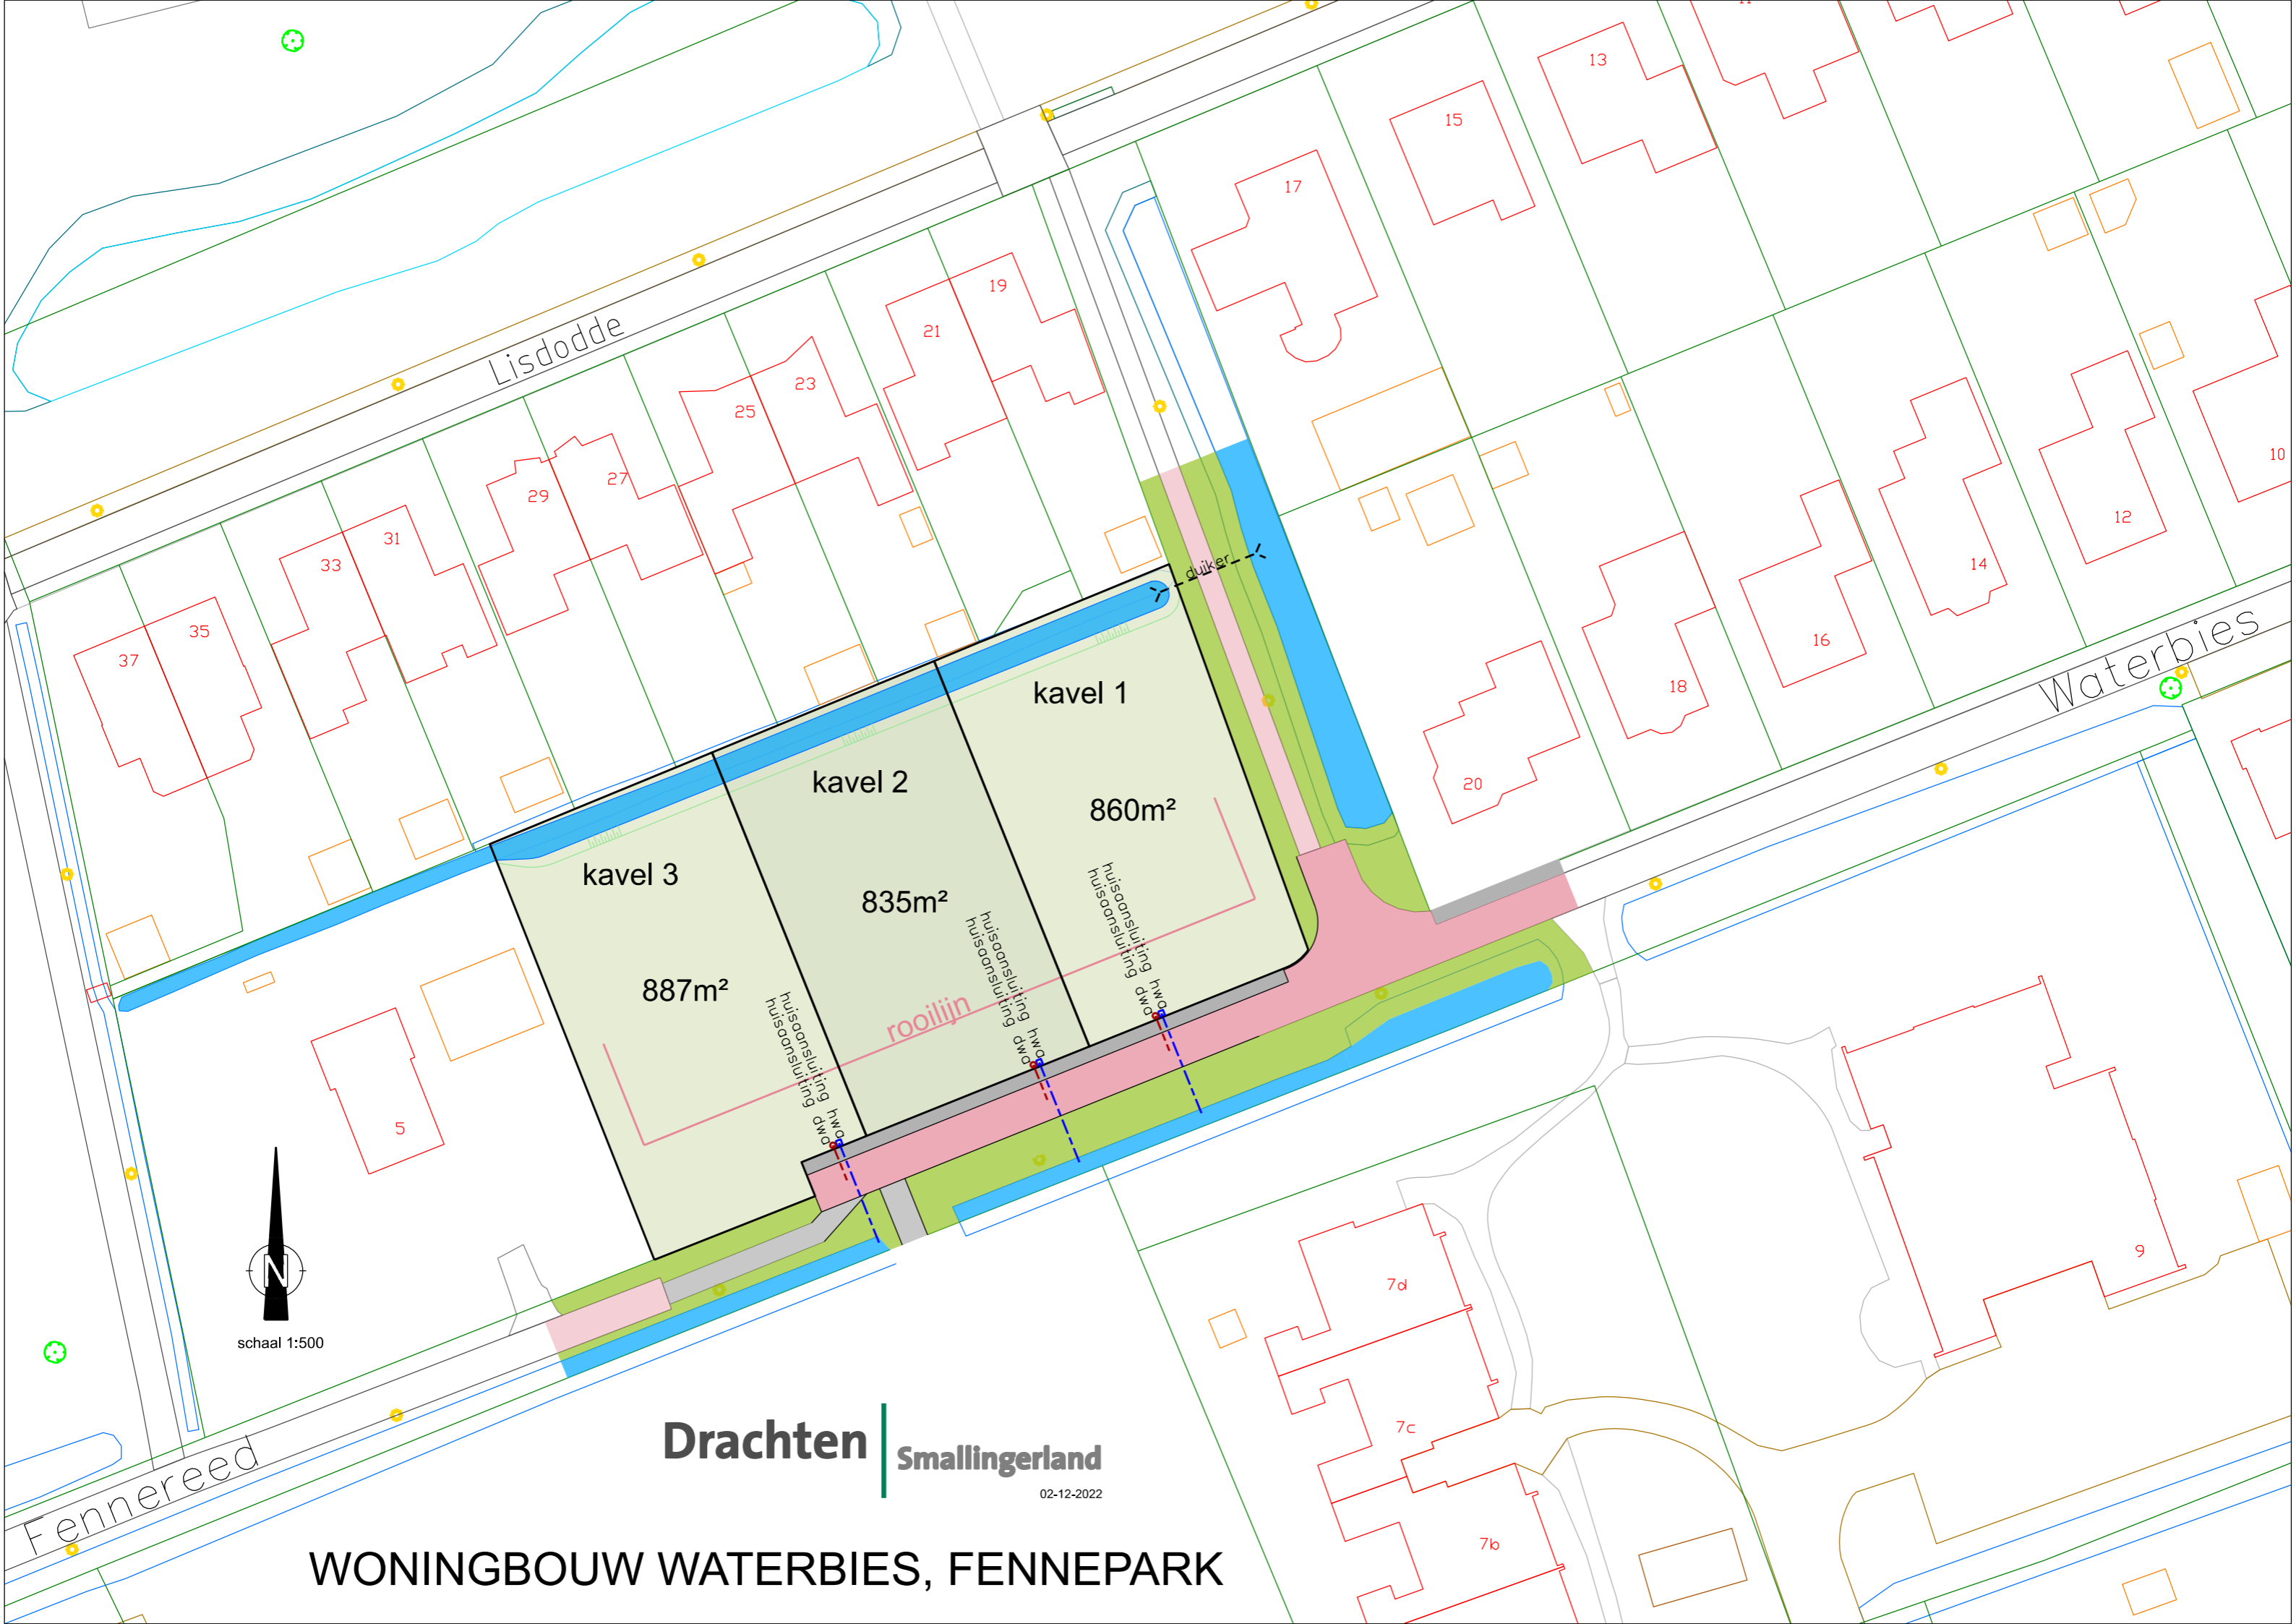 13
15
17
Lisdodde
19
21
23
25
27
29
31
33
35
37
duiker
10
12
14
16
18
20
Waterbies
kavel 1
860m²
kavel 2
835m²
kavel 3
887m²
rooilijn
huisaansluiting hwa
huisaansluiting dwa
huisaansluiting hwa
huisaansluiting dwa
huisaansluiting hwa
huisaansluiting dwa
5
N
schaal 1:500
9
7d
7c
7b
Fennereed
Drachten
Smallingerland
02-12-2022
WONINGBOUW WATERBIES, FENNEPARK